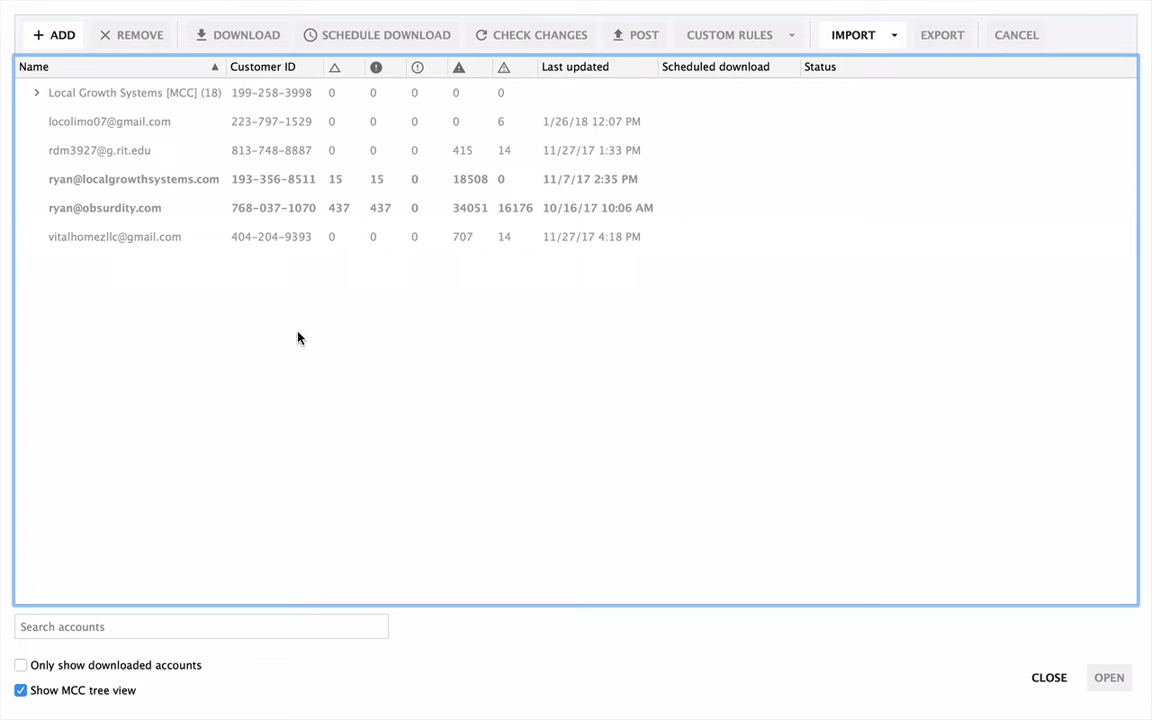 ADD REMOVE DOWNLOAD SCHEDULE DOWNLOAD CHECK CHANGES POST CUSTOM RULES IMPORT EXPORT CANCEL
Name Customer ID Last updated Scheduled download Status
Local Growth Systems [MCC] (18) 199-258-3998 0 0 0 0 0
locolimo07@gmail.com 223-797-1529 0 0 0 0 6 1/26/18 12:07 PM
rdm3927@g.rit.edu 813-748-8887 0 0 0 415 14 11/27/17 1:33 PM
ryan@localgrowthsystems.com 193-356-8511 15 15 0 18508 0 11/7/17 2:35 PM
ryan@obsurdity.com 768-037-1070 437 437 0 34051 16176 10/16/17 10:06 AM
vitalhomezllc@gmail.com 404-204-9393 0 0 0 707 14 11/27/17 4:18 PM
Search accounts
Only show downloaded accounts
Show MCC tree view
CLOSE OPEN